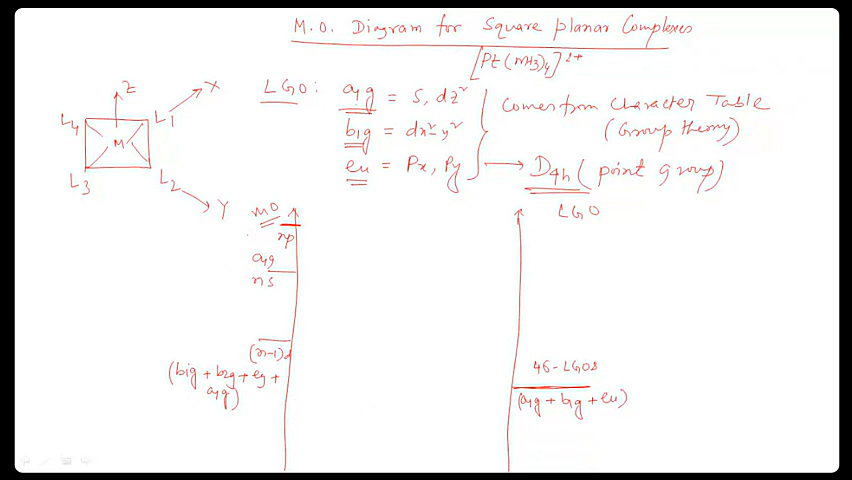 M.O. Diagram for Square planar Complexes
[Pt(NH3)4]2+
LGO: a1g = S, dz2
b1g = dx2-y2
eu = Px, Py
Comes from Character Table
(Group theory)
D4h (point group)
Z
X
L4
L1
M
L3
L2
Y
MO
LGO
np
a1g
ns
(n-1)d
(b1g + b2g + eg +
a1g)
4σ-LGOs
(a1g + b1g + eu)